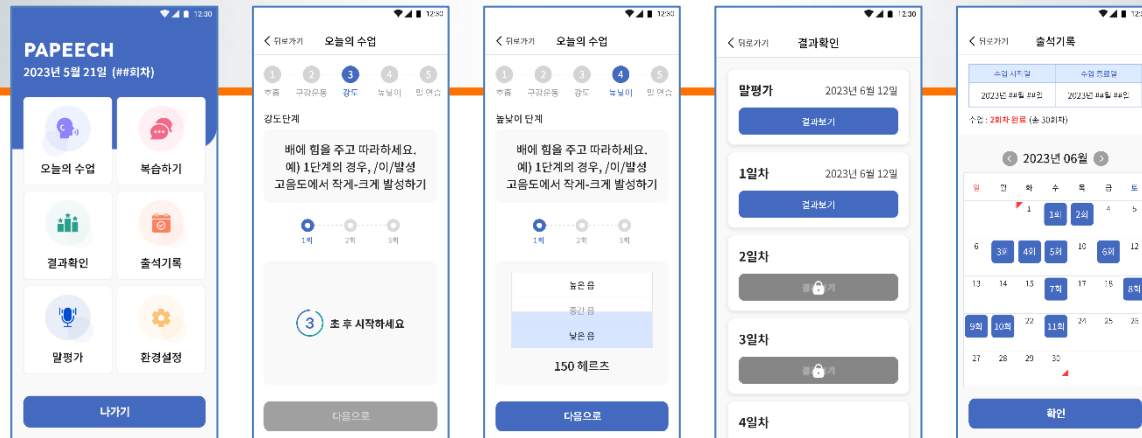 12:30
PAPEECH
2023년 5월 21일 (##회차)
오늘의 수업
복습하기
결과확인
출석기록
말평가
환경설정
나가기
12:30
뒤로가기 오늘의 수업
1 2 3 4 5
호흡 구강운동 강도 높낮이 말 연습
강도단계
배에 힘을 주고 따라하세요.
예) 1단계의 경우, /이/발성
고음도에서 작게-크게 발성하기
1회 2회 3회
3 초 후 시작하세요
다음으로
12:30
뒤로가기 오늘의 수업
1 2 3 4 5
호흡 구강운동 강도 높낮이 말 연습
높낮이 단계
배에 힘을 주고 따라하세요.
예) 1단계의 경우, /이/발성
고음도에서 작게-크게 발성하기
1회 2회 3회
높은 음
중간 음
낮은 음
150 헤르츠
다음으로
12:30
뒤로가기 결과확인
말평가 2023년 6월 12일
결과보기
1일차 2023년 6월 12일
결과보기
2일차
3일차
4일차
뒤로가기 출석기록
수업 시작일 수업 종료일
2023년 ##월 ##일 2023년 ##월 ##일
수업 : 2회차 완료 (총 30회차)
2023년 06월
일 월 화 수 목 금 토
1 1회 2회 4 5
6 3회 4회 5회 10 6회 12
13 14 15 7회 17 18 8회
9회 10회 22 11회 24 25 26
27 28 29 30
확인